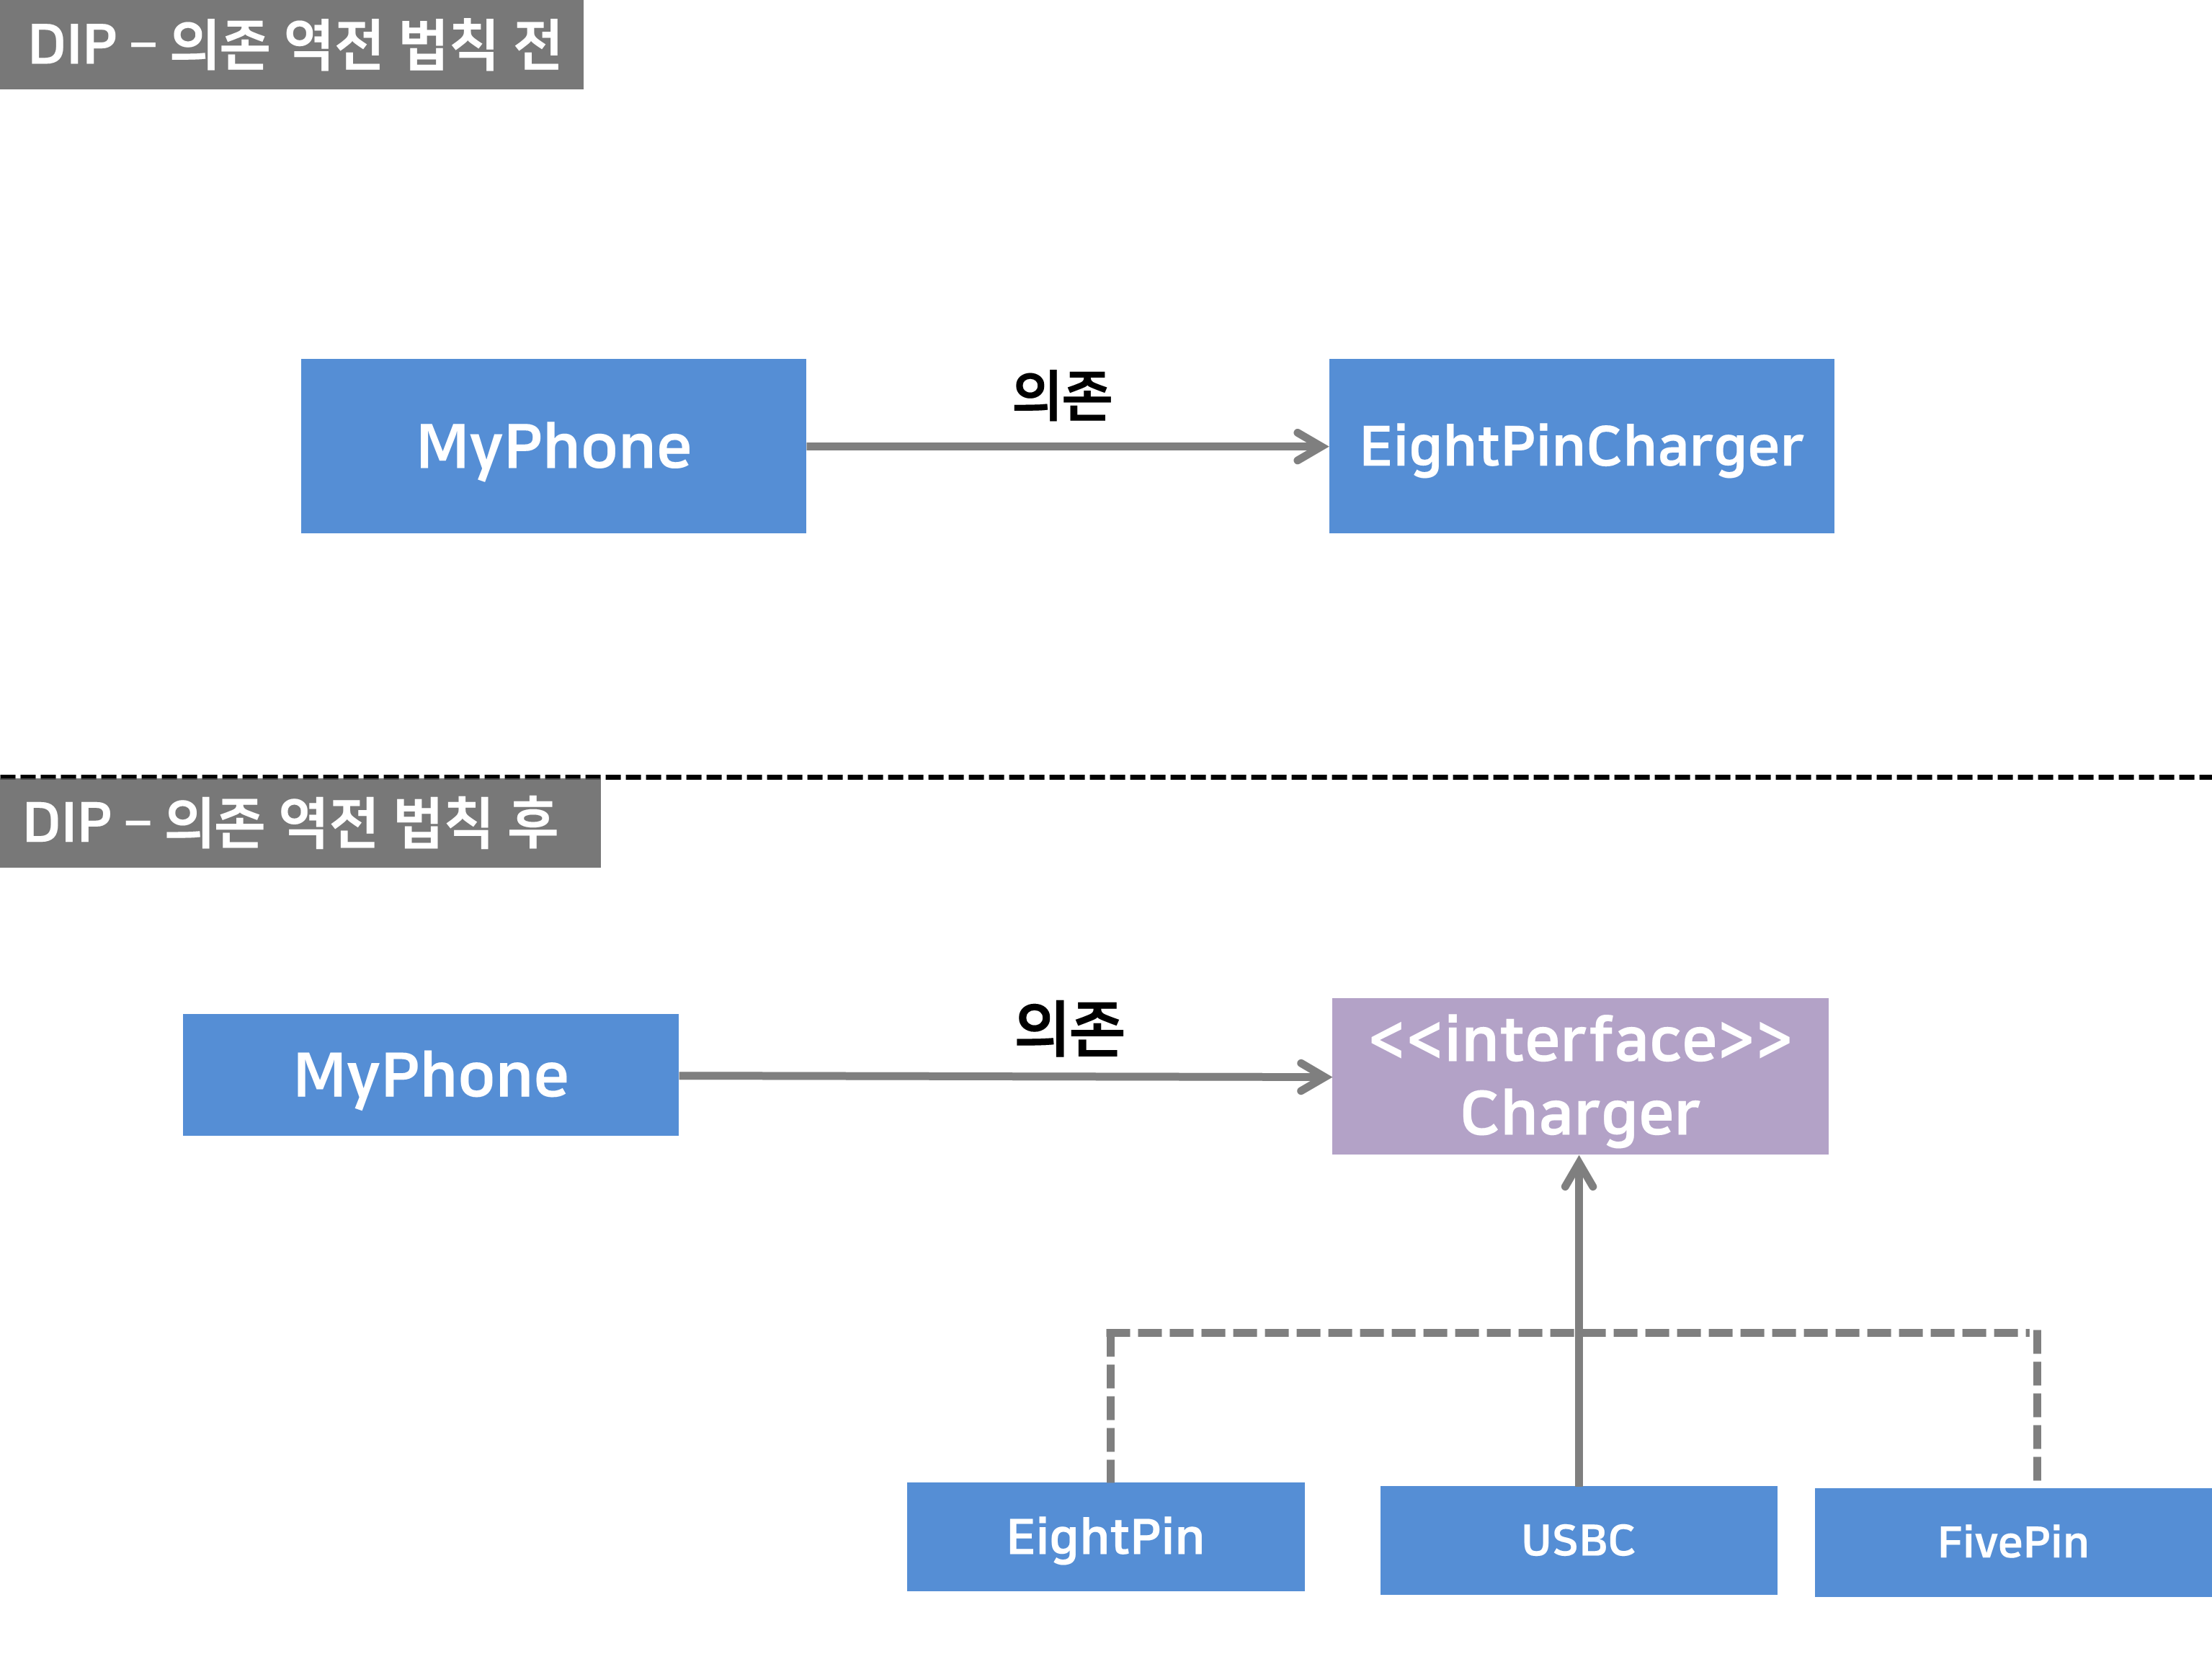 DIP – 의존 역전 법칙 전
의존
MyPhone
EightPinCharger
DIP – 의존 역전 법칙 후
의존
MyPhone
<<interface>>
Charger
EightPin
USBC
FivePin